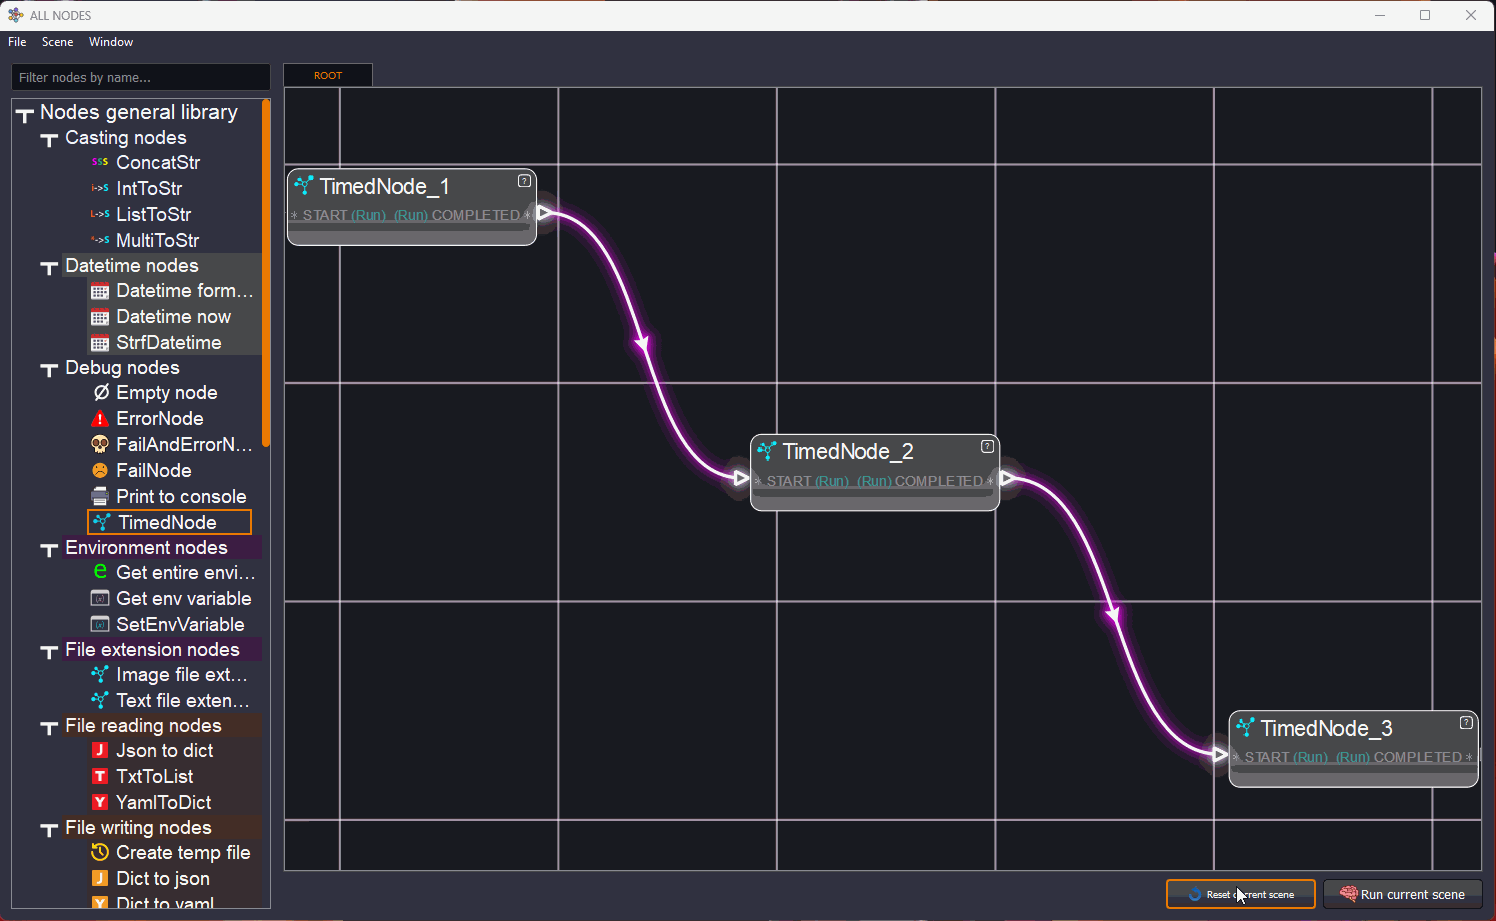 ALL NODES
File Scene Window
Filter nodes by name...
ROOT
Nodes general library
Casting nodes
SSS ConcatStr
i->S IntToStr
L->S ListToStr
*->S MultiToStr
Datetime nodes
Datetime form...
Datetime now
StrfDatetime
Debug nodes
Empty node
ErrorNode
FailAndErrorN...
FailNode
Print to console
TimedNode
Environment nodes
e Get entire envi...
Get env variable
SetEnvVariable
File extension nodes
Image file ext...
Text file exten...
File reading nodes
J Json to dict
T TxtToList
Y YamlToDict
File writing nodes
Create temp file
J Dict to json
Y Dict to yaml
TimedNode_1 ?
* START (Run) (Run) COMPLETED *
TimedNode_2 ?
* START (Run) (Run) COMPLETED *
TimedNode_3 ?
* START (Run) (Run) COMPLETED *
Reset current scene
Run current scene